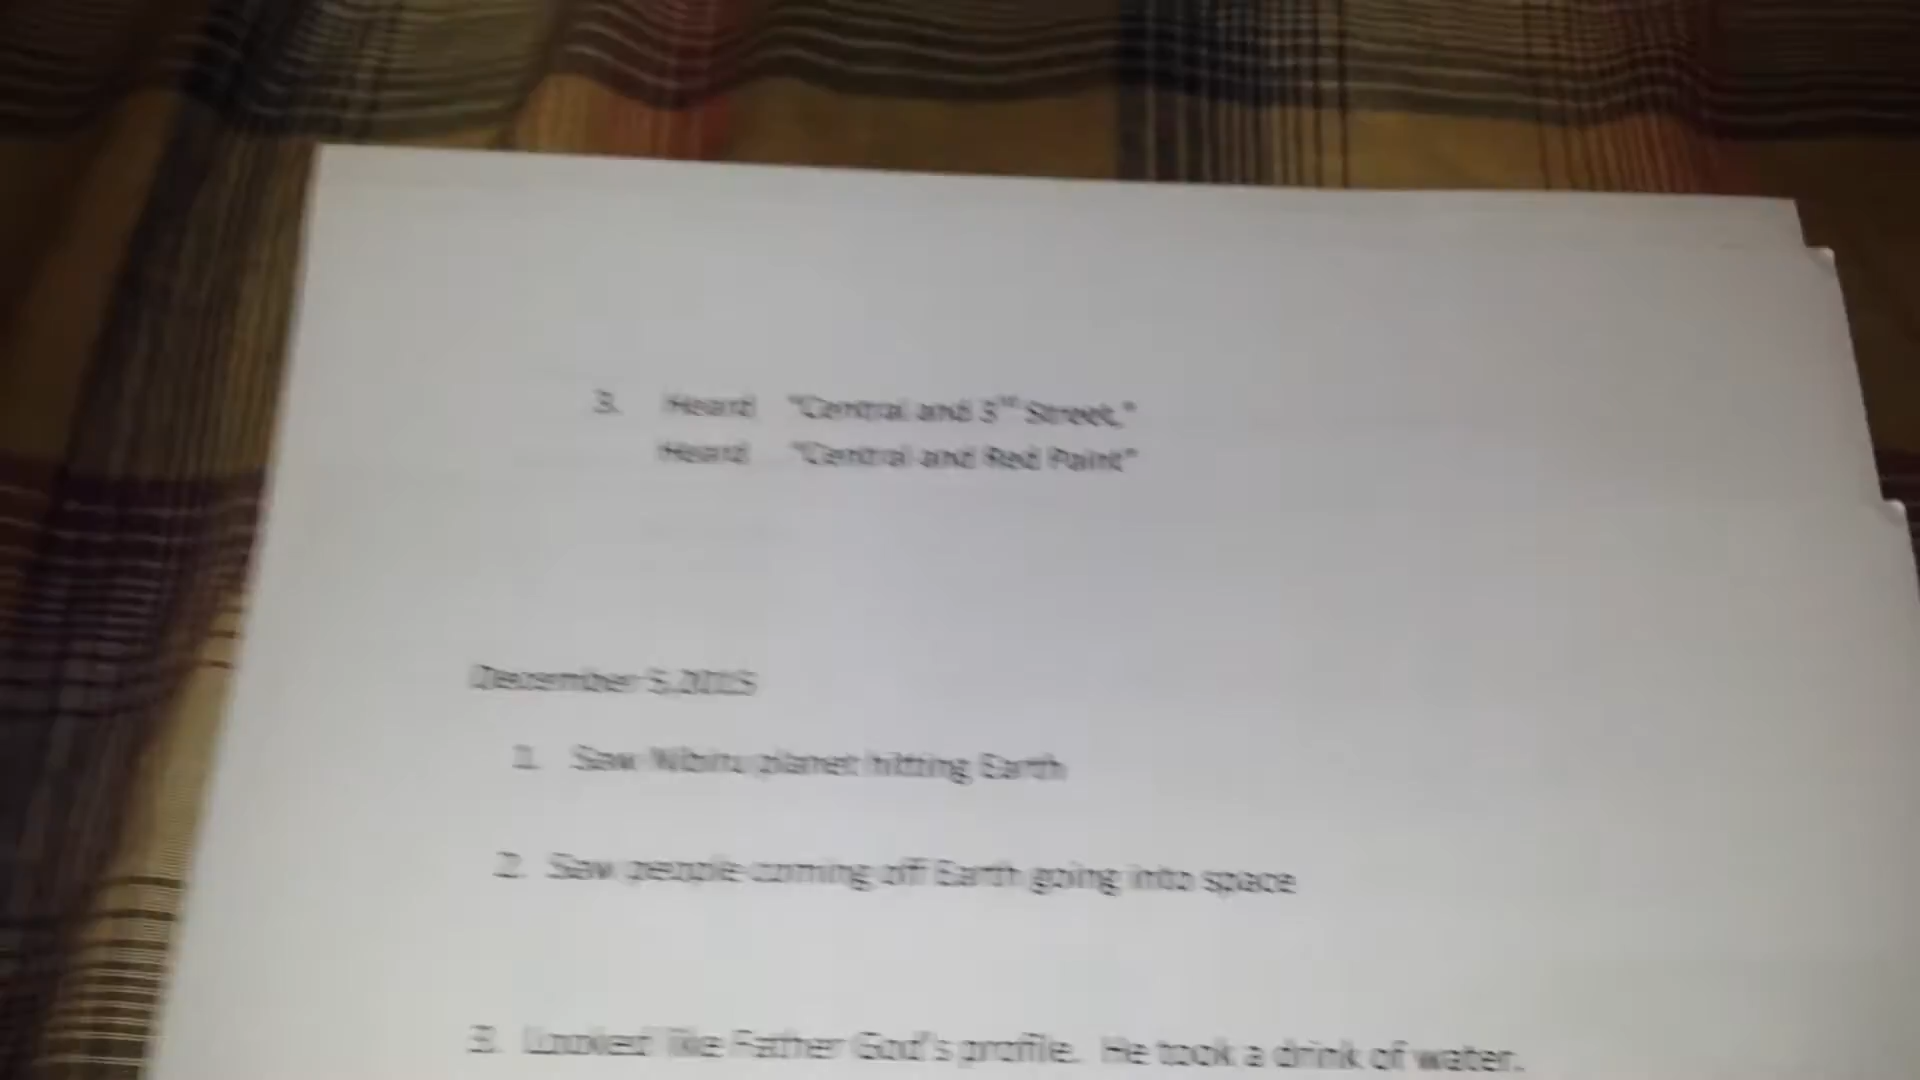 3. Heard "Central and 3rd Street,"
Heard "Central and Red Paint"
December 5, 2015
1. Saw Nibiru planet hitting Earth
2. Saw people coming off Earth going into space
3. Looked like Father God's profile. He took a drink of water.